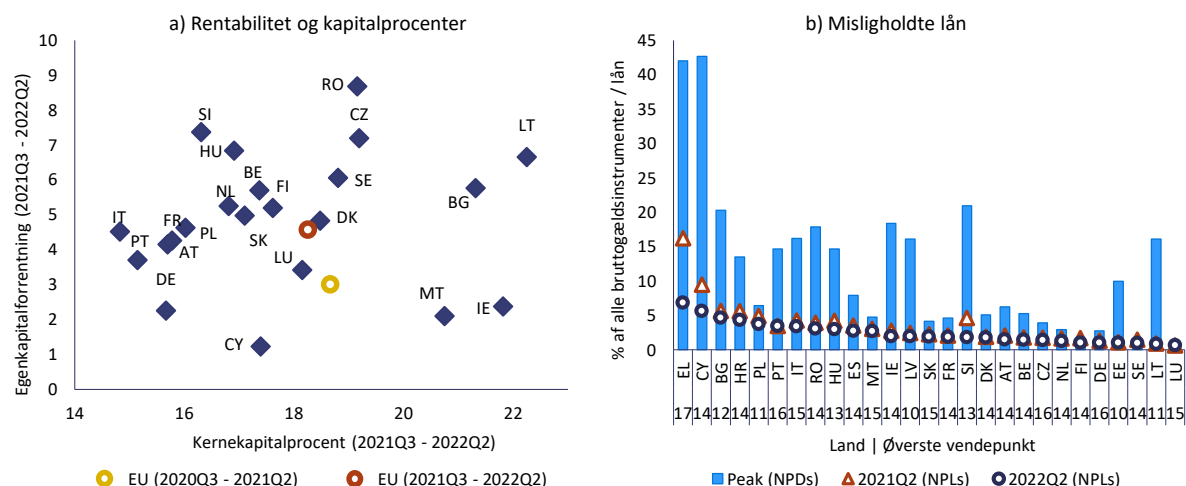 a) Rentabilitet og kapitalprocenter
Egenkapitalforrentning (2021Q3 - 2022Q2)
10
9
8
7
6
5
4
3
2
1
0
RO
SI
CZ
LT
HU
BE
SE
FI
BG
NL
IT
FR
DK
PL
PT
SK
AT
LU
DE
MT
IE
CY
14
16
18
20
22
Kernekapitalprocent (2021Q3 - 2022Q2)
EU (2020Q3 - 2021Q2)
EU (2021Q3 - 2022Q2)
b) Misligholdte lån
% af alle bruttogældsinstrumenter / lån
45
40
35
30
25
20
15
10
5
0
EL CY BG HR PL PT IT RO HU ES MT IE LV SK FR SI DK AT BE CZ NL FI DE EE SE LT LU
17 14 12 14 11 16 15 14 13 14 15 14 10 15 14 13 14 14 14 16 14 14 16 10 14 11 15
Land | Øverste vendepunkt
Peak (NPDs)
2021Q2 (NPLs)
2022Q2 (NPLs)